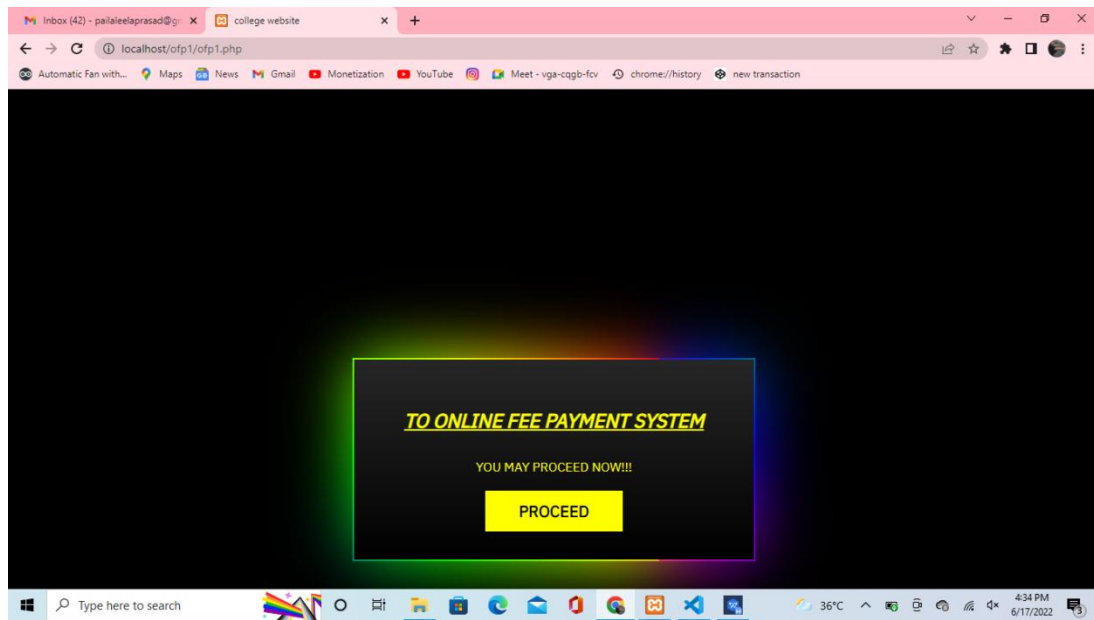 Inbox (42) - pailaleelaprasad@gm
college website
localhost/ofp1/ofp1.php
Automatic Fan with...
Maps
News
Gmail
Monetization
YouTube
Meet - vga-cqgb-fcv
chrome://history
new transaction
TO ONLINE FEE PAYMENT SYSTEM
YOU MAY PROCEED NOW!!!
PROCEED
Type here to search
36°C
4:34 PM
6/17/2022
3